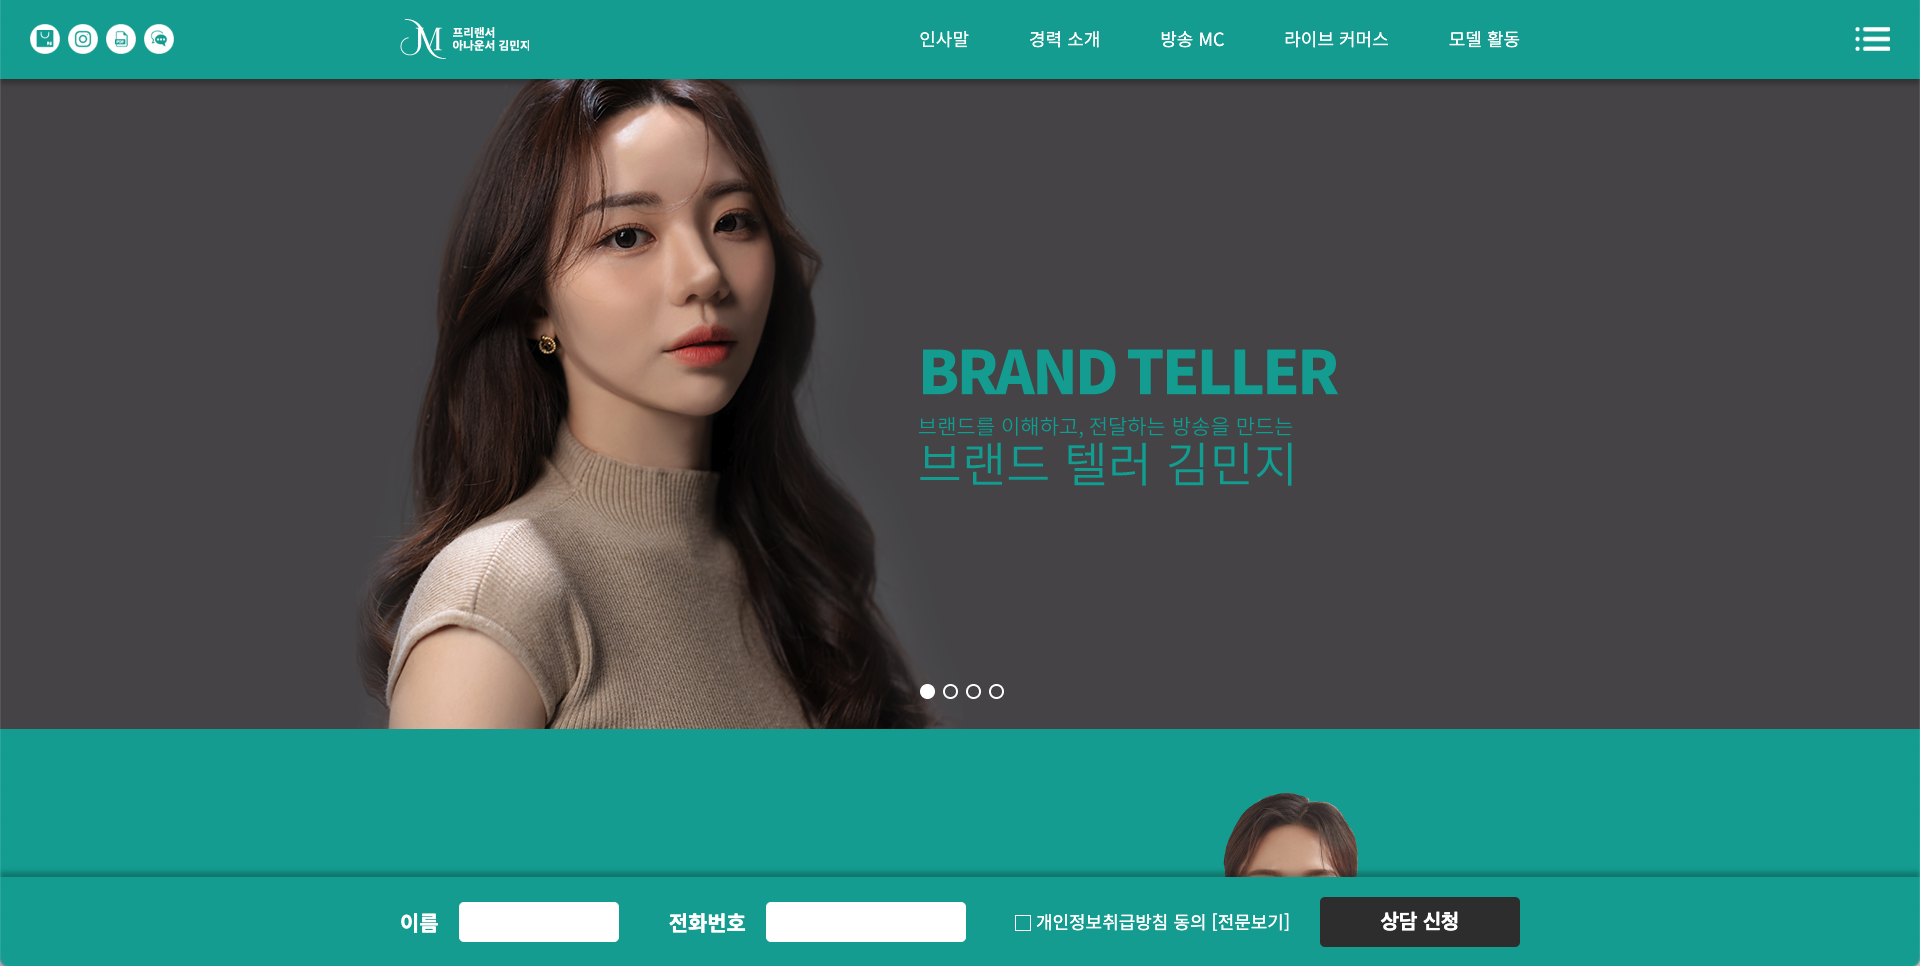 프리랜서
아나운서 김민지
인사말 경력 소개 방송 MC 라이브 커머스 모델 활동
BRAND TELLER
브랜드를 이해하고, 전달하는 방송을 만드는
브랜드 텔러 김민지
이름 전화번호 개인정보취급방침 동의 [전문보기] 상담 신청